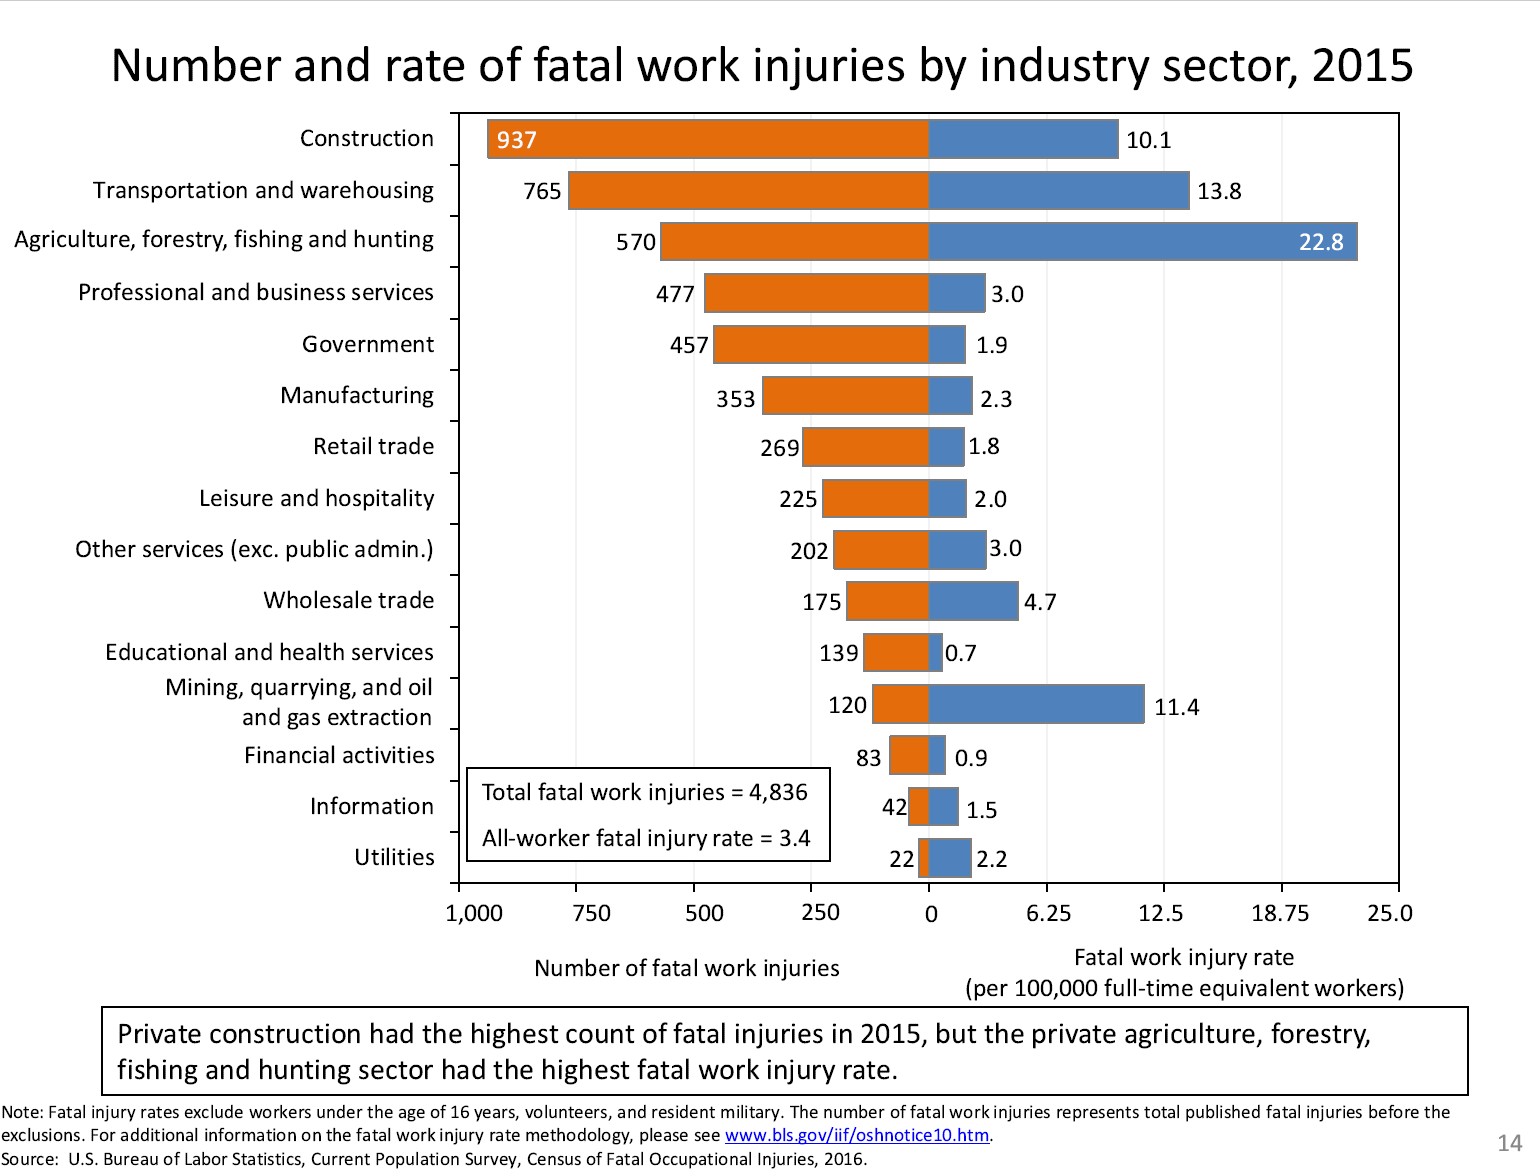 Number and rate of fatal work injuries by industry sector, 2015
Construction 937 10.1
Transportation and warehousing 765 13.8
Agriculture, forestry, fishing and hunting 570 22.8
Professional and business services 477 3.0
Government 457 1.9
Manufacturing 353 2.3
Retail trade 269 1.8
Leisure and hospitality 225 2.0
Other services (exc. public admin.) 202 3.0
Wholesale trade 175 4.7
Educational and health services 139 0.7
Mining, quarrying, and oil
and gas extraction 120 11.4
Financial activities 83 0.9
Total fatal work injuries = 4,836
Information 42 1.5
All-worker fatal injury rate = 3.4
Utilities 22 2.2
1,000 750 500 250 0 6.25 12.5 18.75 25.0
Number of fatal work injuries
Fatal work injury rate
(per 100,000 full-time equivalent workers)
Private construction had the highest count of fatal injuries in 2015, but the private agriculture, forestry,
fishing and hunting sector had the highest fatal work injury rate.
Note: Fatal injury rates exclude workers under the age of 16 years, volunteers, and resident military. The number of fatal work injuries represents total published fatal injuries before the
exclusions. For additional information on the fatal work injury rate methodology, please see www.bls.gov/iif/oshnotice10.htm.
Source: U.S. Bureau of Labor Statistics, Current Population Survey, Census of Fatal Occupational Injuries, 2016.
14